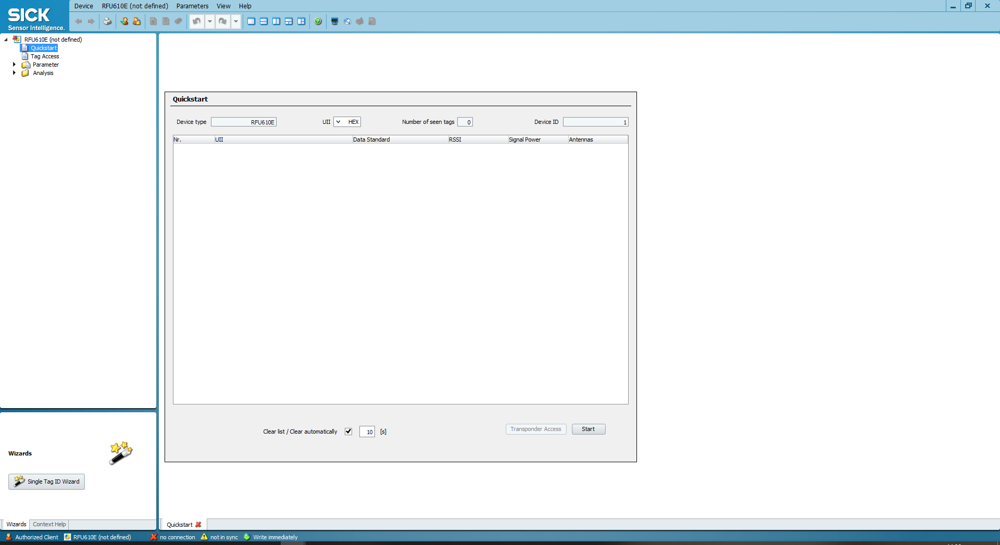 SICK
Sensor Intelligence.
Device RFU610E (not defined) Parameters View Help
RFU610E (not defined)
Quickstart
Tag Access
Parameter
Analysis
Quickstart
Device type RFU610E UII HEX Number of seen tags 0 Device ID 1
Nr. UII Data Standard RSSI Signal Power Antennas
Clear list / Clear automatically 10 [s] Transponder Access Start
Wizards
Single Tag ID Wizard
Wizards Context Help
Quickstart
Authorized Client RFU610E (not defined) no connection not in sync Write immediately